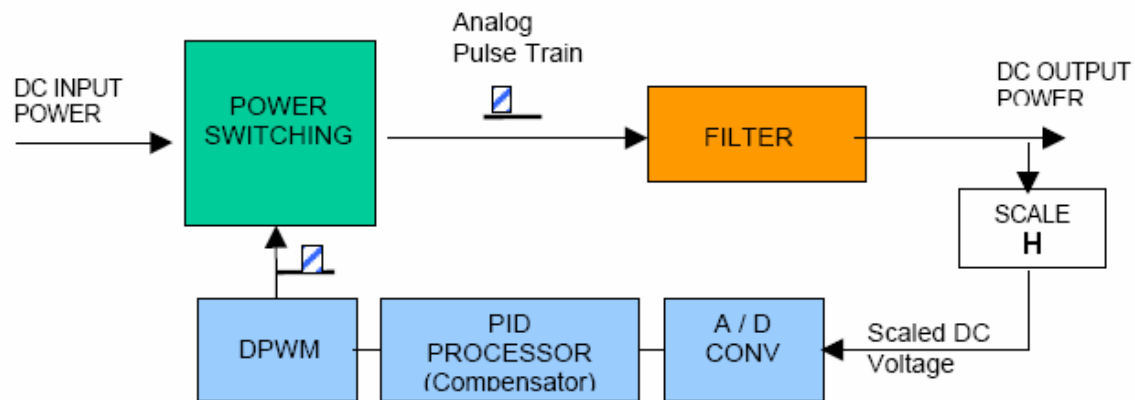 DC INPUT
POWER
POWER
SWITCHING
Analog
Pulse Train
FILTER
DC OUTPUT
POWER
SCALE
H
Scaled DC
Voltage
A / D
CONV
PID
PROCESSOR
(Compensator)
DPWM